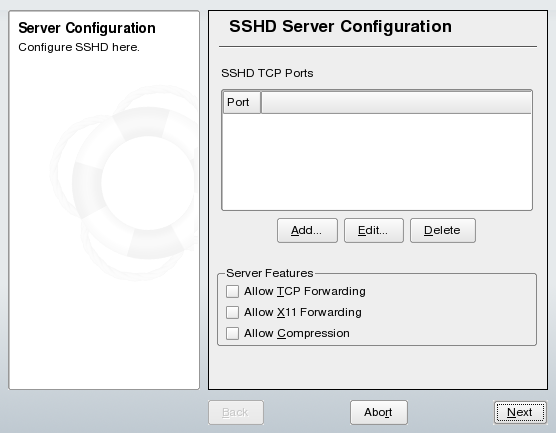 Server Configuration
Configure SSHD here.
SSHD Server Configuration
SSHD TCP Ports
Port
Add...
Edit...
Delete
Server Features
Allow TCP Forwarding
Allow X11 Forwarding
Allow Compression
Back
Abort
Next